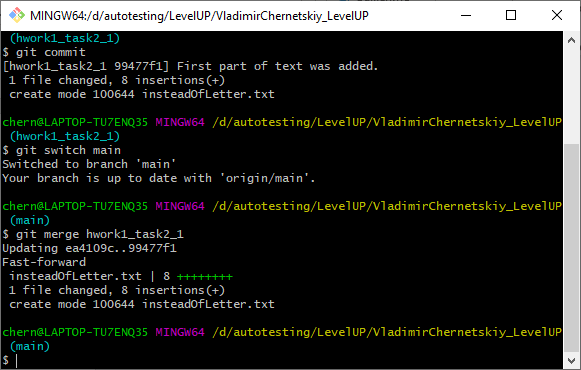 MINGW64:/d/autotesting/LevelUP/VladimirChernetskiy_LevelUP
(hwork1_task2_1)
$ git commit
[hwork1_task2_1 99477f1] First part of text was added.
1 file changed, 8 insertions(+)
create mode 100644 insteadOfLetter.txt
chern@LAPTOP-TU7ENQ35 MINGW64 /d/autotesting/LevelUP/VladimirChernetskiy_LevelUP
(hwork1_task2_1)
$ git switch main
Switched to branch 'main'
Your branch is up to date with 'origin/main'.
chern@LAPTOP-TU7ENQ35 MINGW64 /d/autotesting/LevelUP/VladimirChernetskiy_LevelUP
(main)
$ git merge hwork1_task2_1
Updating ea4109c..99477f1
Fast-forward
insteadOfLetter.txt | 8 ++++++++
1 file changed, 8 insertions(+)
create mode 100644 insteadOfLetter.txt
chern@LAPTOP-TU7ENQ35 MINGW64 /d/autotesting/LevelUP/VladimirChernetskiy_LevelUP
(main)
$